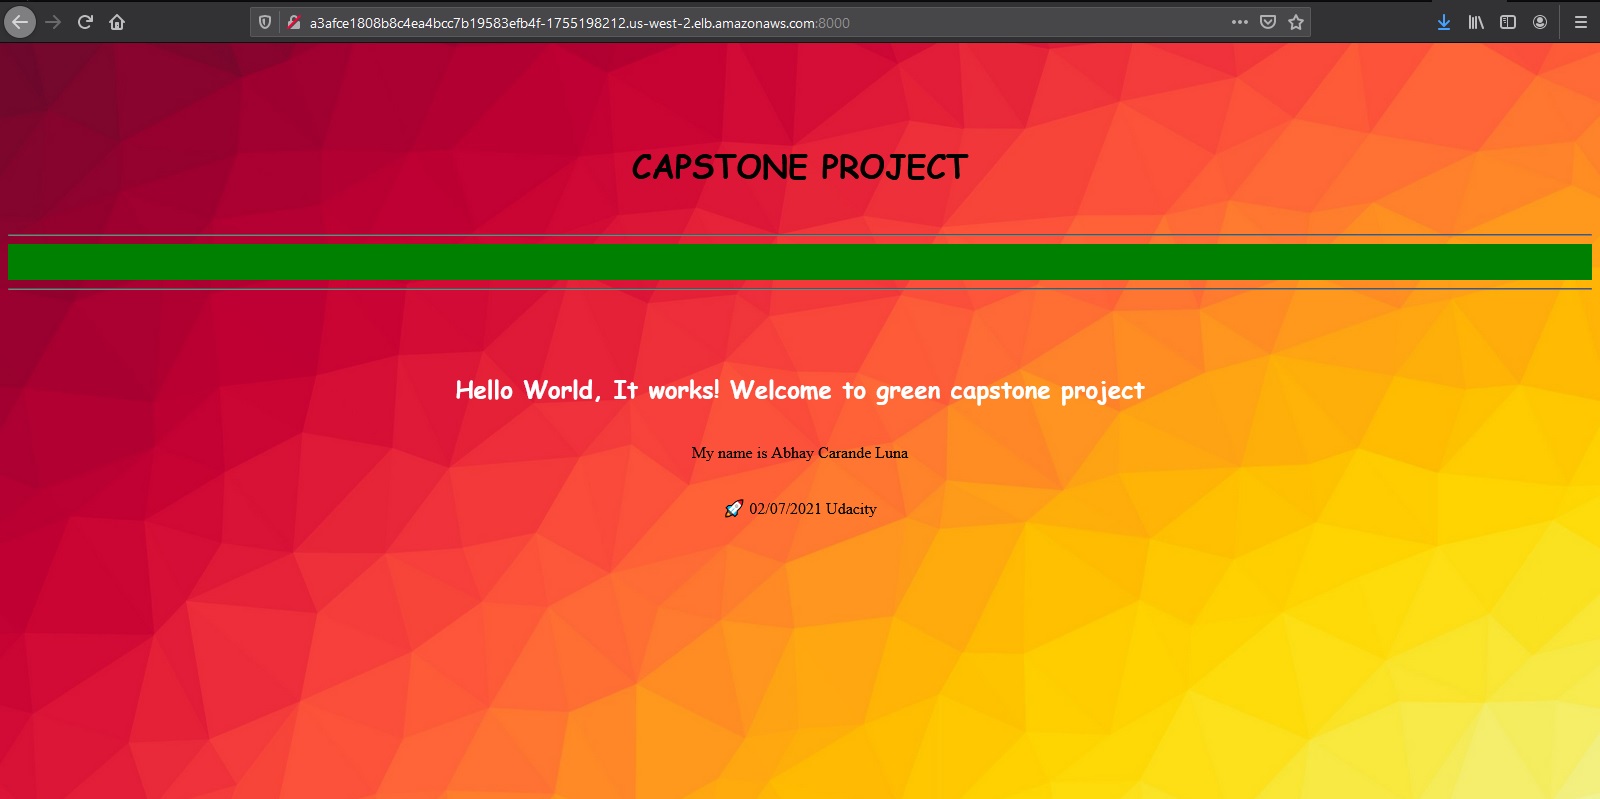 a3afce1808b8c4ea4bcc7b19583efb4f-1755198212.us-west-2.elb.amazonaws.com:8000
CAPSTONE PROJECT
Hello World, It works! Welcome to green capstone project
My name is Abhay Carande Luna
🚀 02/07/2021 Udacity